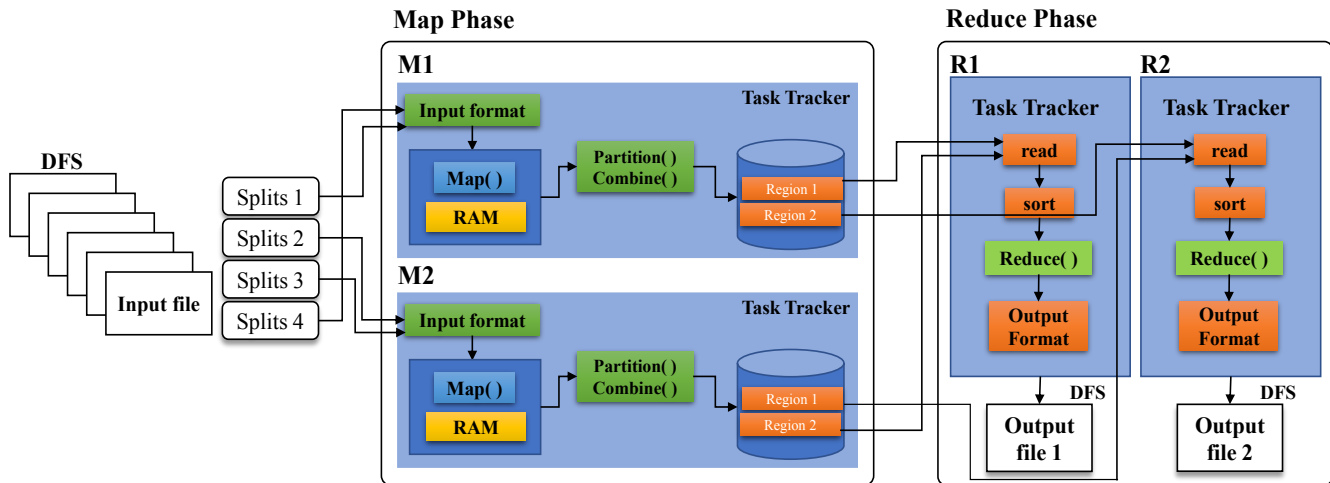 Map Phase
Reduce Phase
M1
Task Tracker
Input format
Map( )
RAM
Partition( )
Combine( )
Region 1
Region 2
M2
Task Tracker
Input format
Map( )
RAM
Partition( )
Combine( )
Region 1
Region 2
DFS
Input file
Splits 1
Splits 2
Splits 3
Splits 4
R1
Task Tracker
read
sort
Reduce( )
Output
Format
DFS
Output
file 1
R2
Task Tracker
read
sort
Reduce( )
Output
Format
DFS
Output
file 2